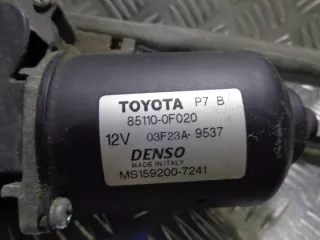 TOYOTA P7 B
85110-0F020
12V 03F23A-9537
DENSO
MADE IN ITALY
MS159200-7241